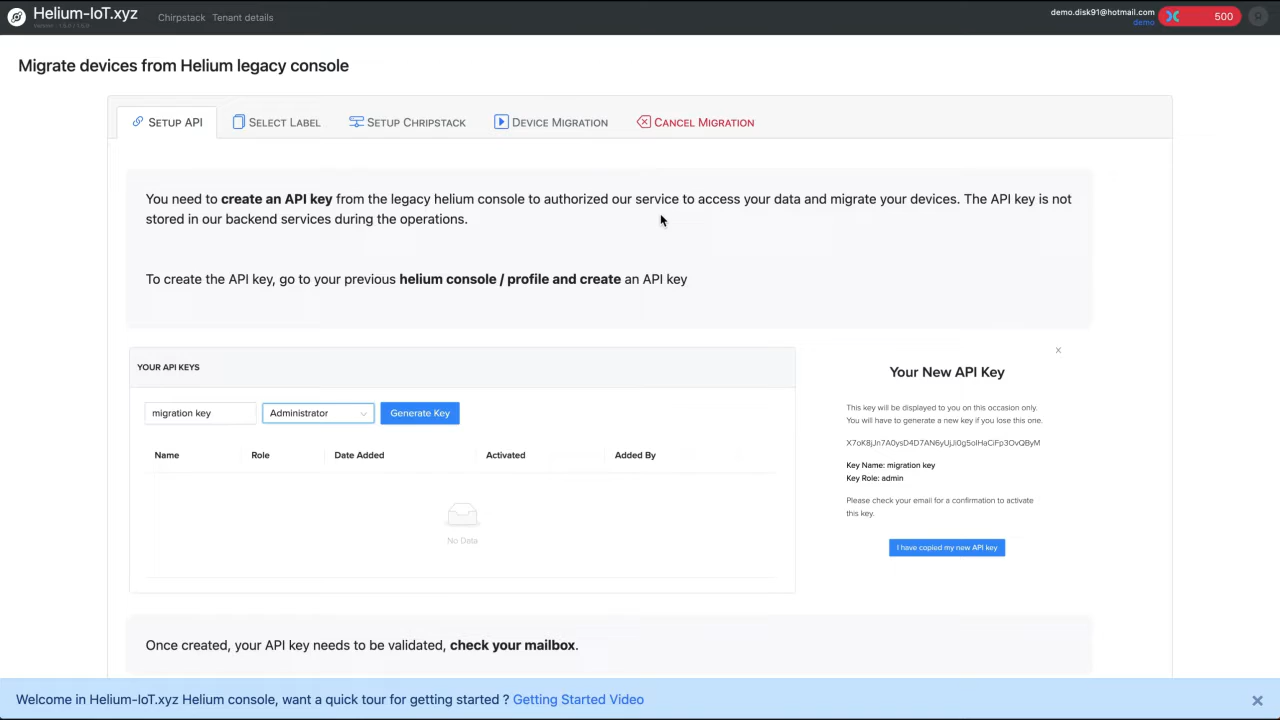 Helium-IoT.xyz
Chirpstack Tenant details
demo.disk91@hotmail.com
demo
500
Migrate devices from Helium legacy console
SETUP API
SELECT LABEL
SETUP CHRIPSTACK
DEVICE MIGRATION
CANCEL MIGRATION
You need to create an API key from the legacy helium console to authorized our service to access your data and migrate your devices. The API key is not
stored in our backend services during the operations.
To create the API key, go to your previous helium console / profile and create an API key
YOUR API KEYS
migration key
Administrator
Generate Key
Name Role Date Added Activated Added By
No Data
X
Your New API Key
This key will be displayed to you on this occasion only.
You will have to generate a new key if you lose this one.
Key Name: migration key
Key Role: admin
Please check your email for a confirmation to activate
this key.
I have copied my new API key
Once created, your API key needs to be validated, check your mailbox.
Welcome in Helium-IoT.xyz Helium console, want a quick tour for getting started ? Getting Started Video